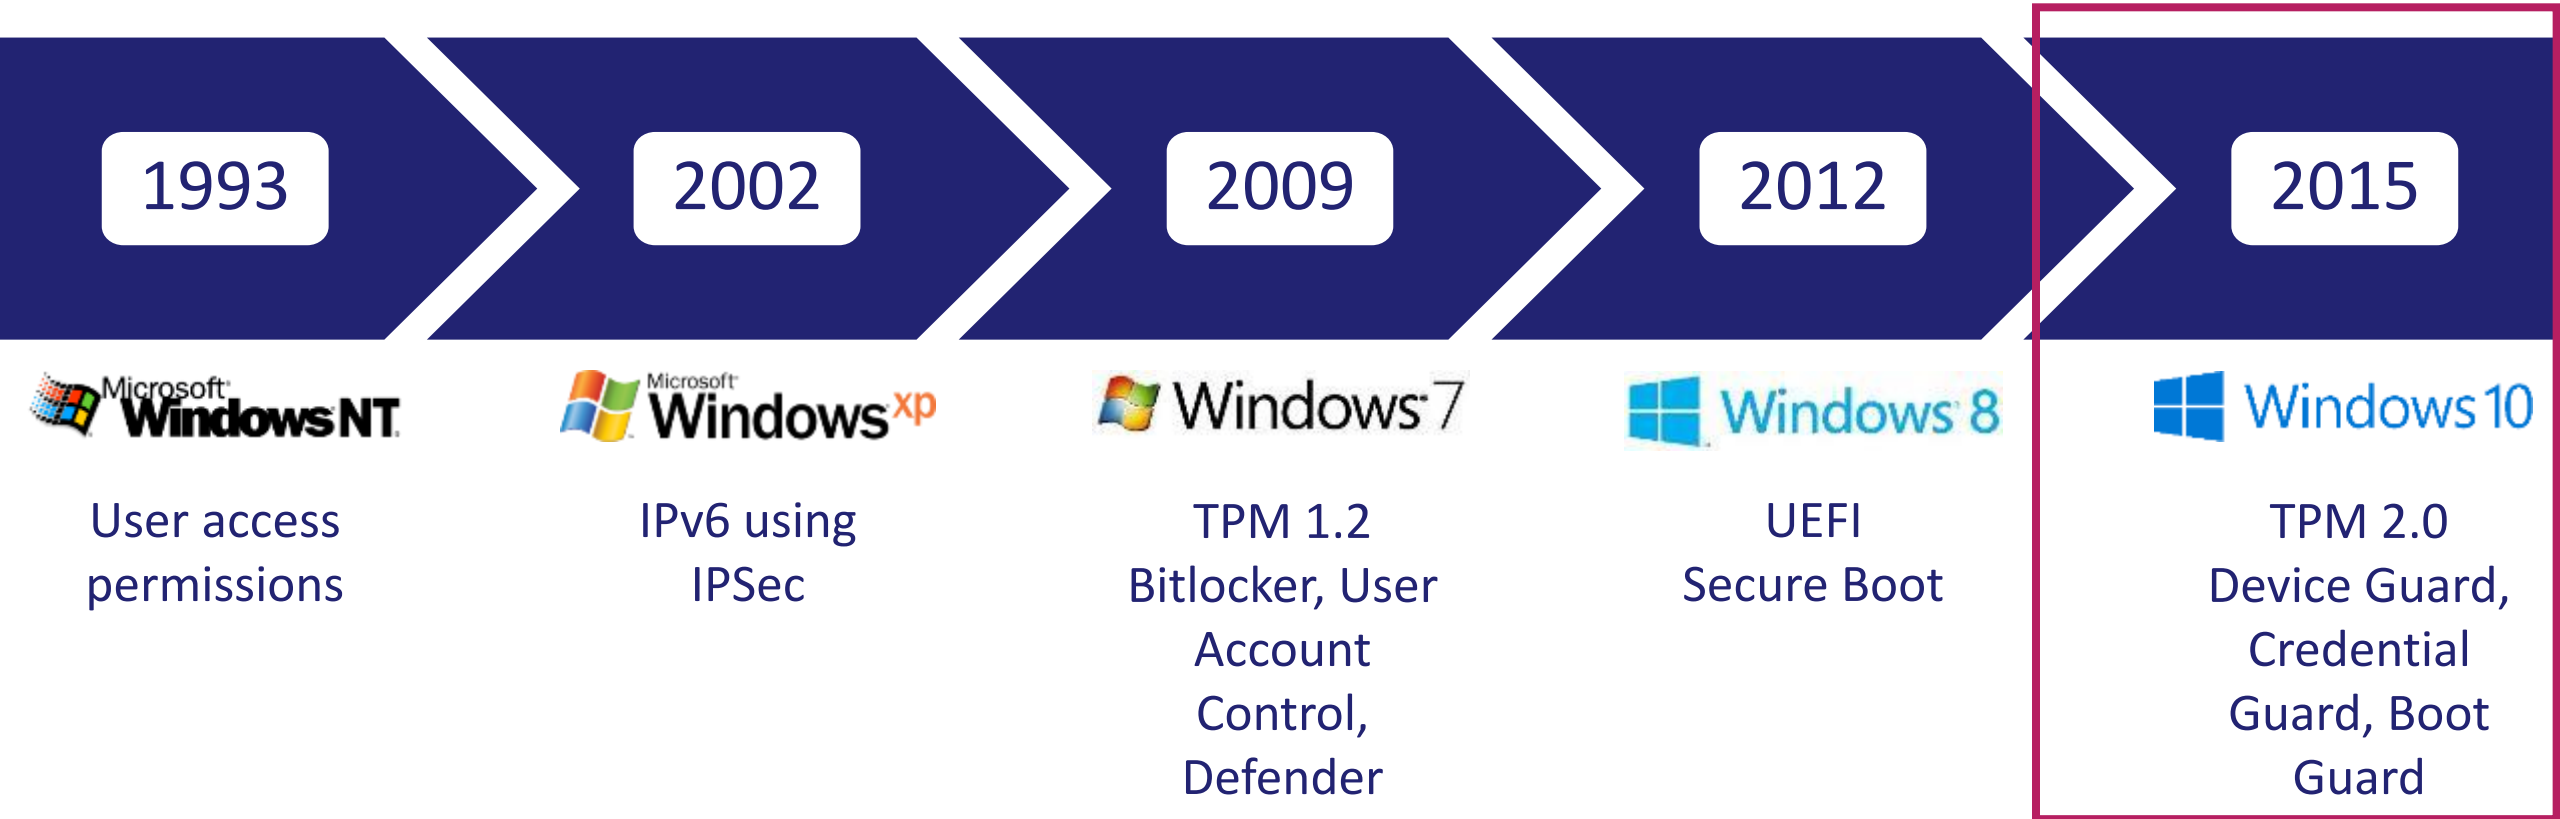 1993
2002
2009
2012
2015
Microsoft
Windows NT
Microsoft
Windows xp
Windows 7
Windows 8
Windows 10
User access
permissions
IPv6 using
IPSec
TPM 1.2
Bitlocker, User
Account
Control,
Defender
UEFI
Secure Boot
TPM 2.0
Device Guard,
Credential
Guard, Boot
Guard